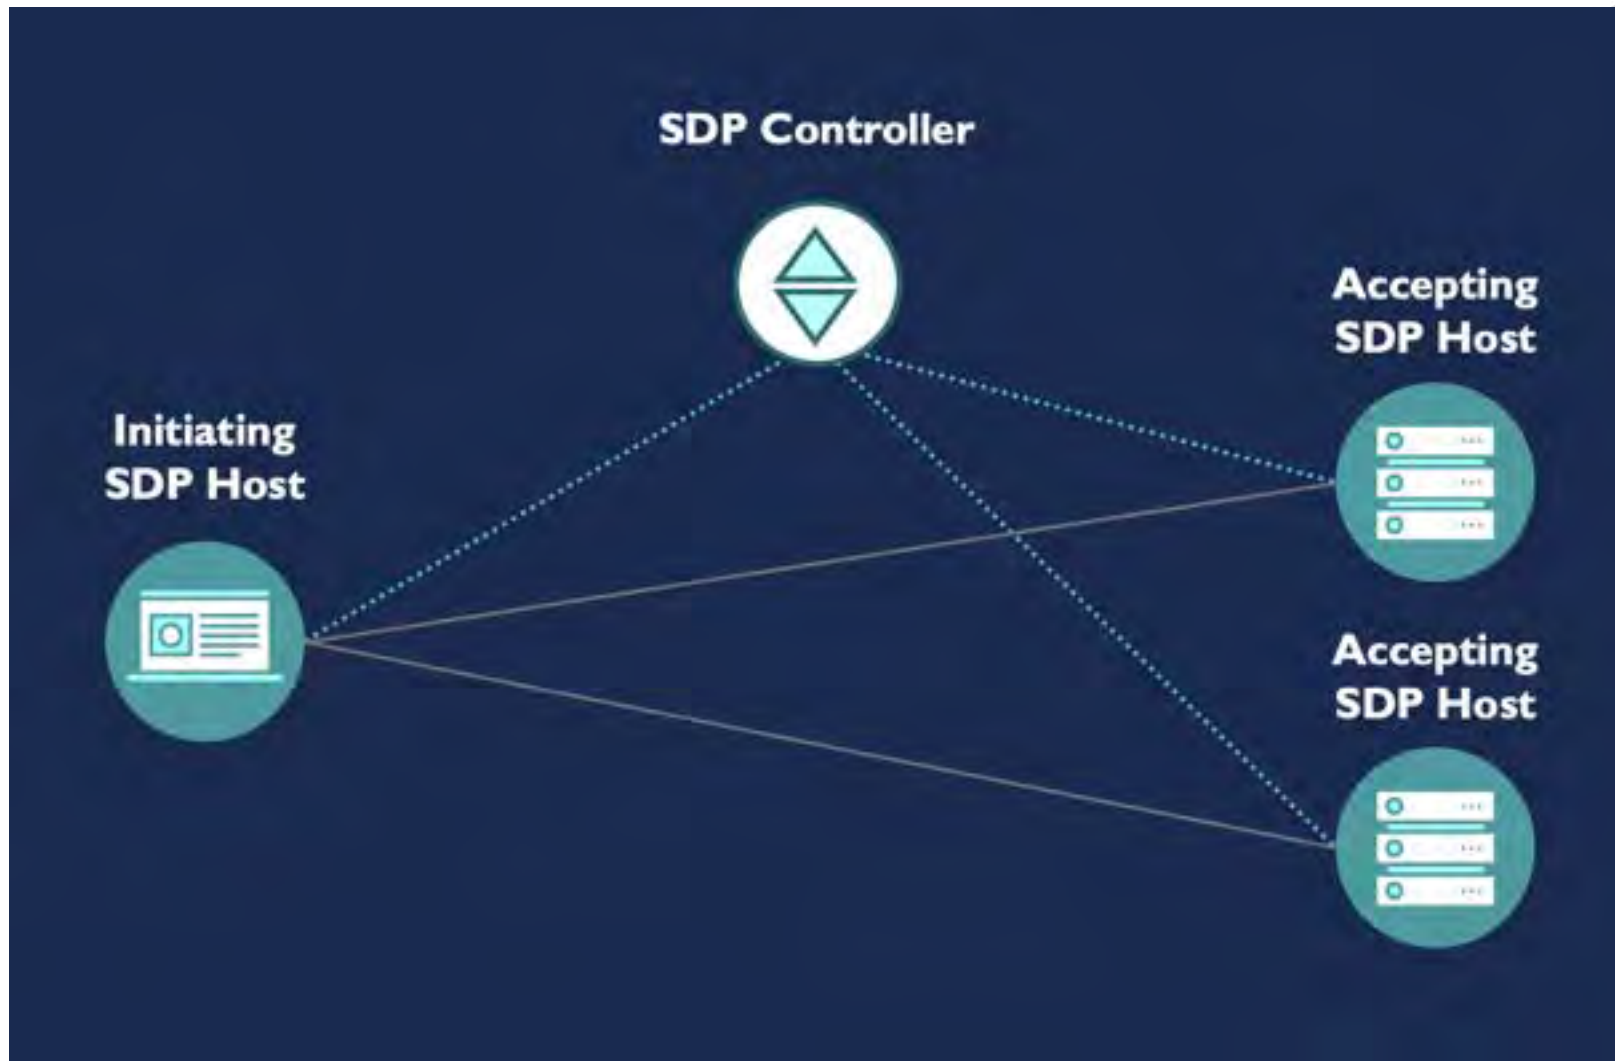 SDP Controller
Accepting
SDP Host
Initiating
SDP Host
Accepting
SDP Host